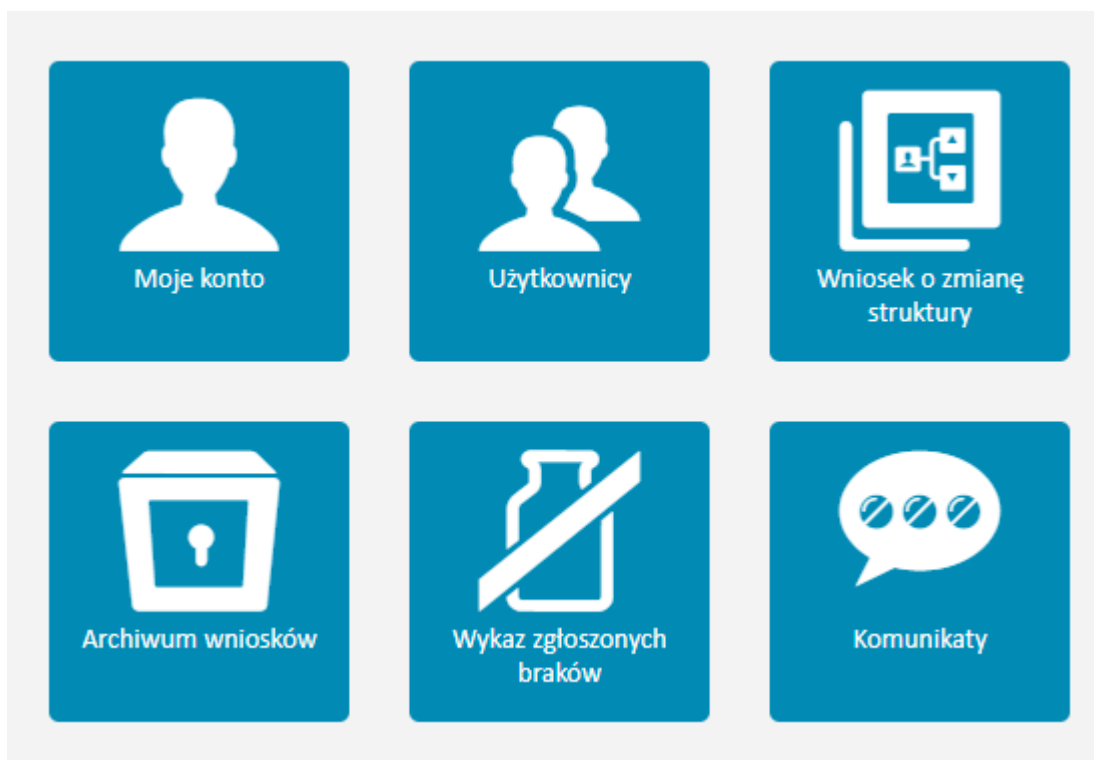 Moje konto
Użytkownicy
Wniosek o zmianę
struktury
Archiwum wniosków
Wykaz zgłoszonych
braków
Komunikaty